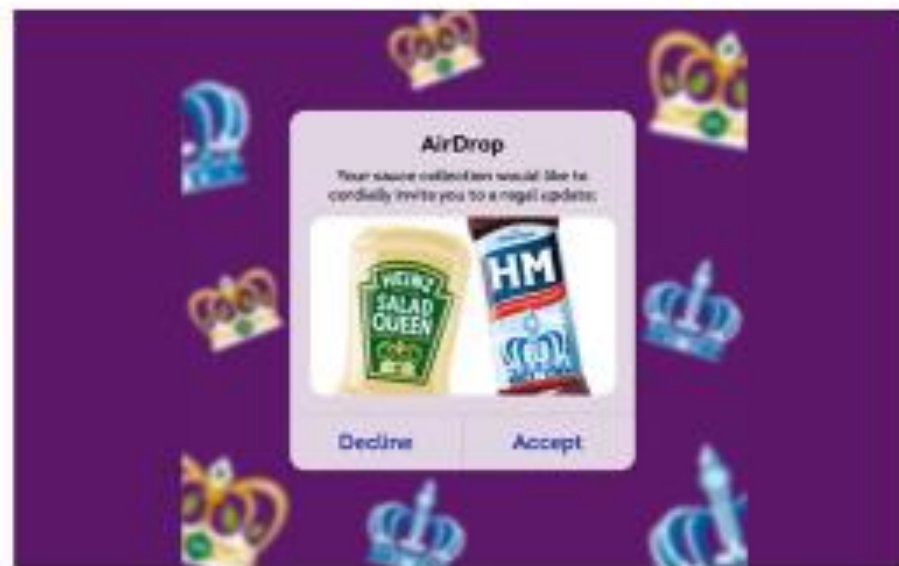 AirDrop
Your sauce collection would like to
cordially invite you to a regal update:
HEINZ
SALAD
QUEEN
HM
Decline
Accept